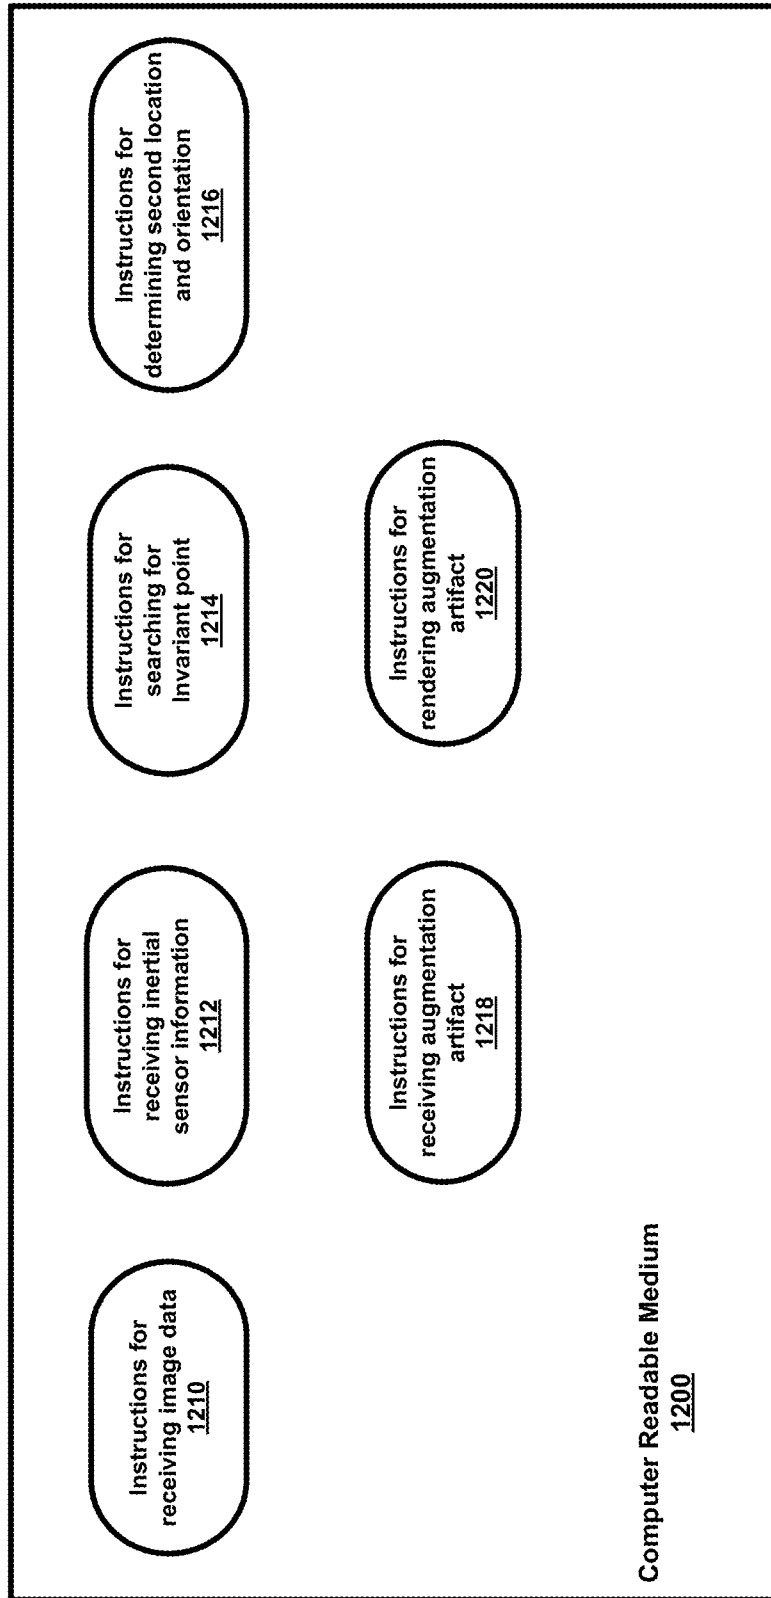 Instructions for
receiving image data
1210
Instructions for
receiving inertial
sensor information
1212
Instructions for
searching for
Invariant point
1214
Instructions for
determining second location
and orientation
1216
Instructions for
receiving augmentation
artifact
1218
Instructions for
rendering augmentation
artifact
1220
Computer Readable Medium
1200